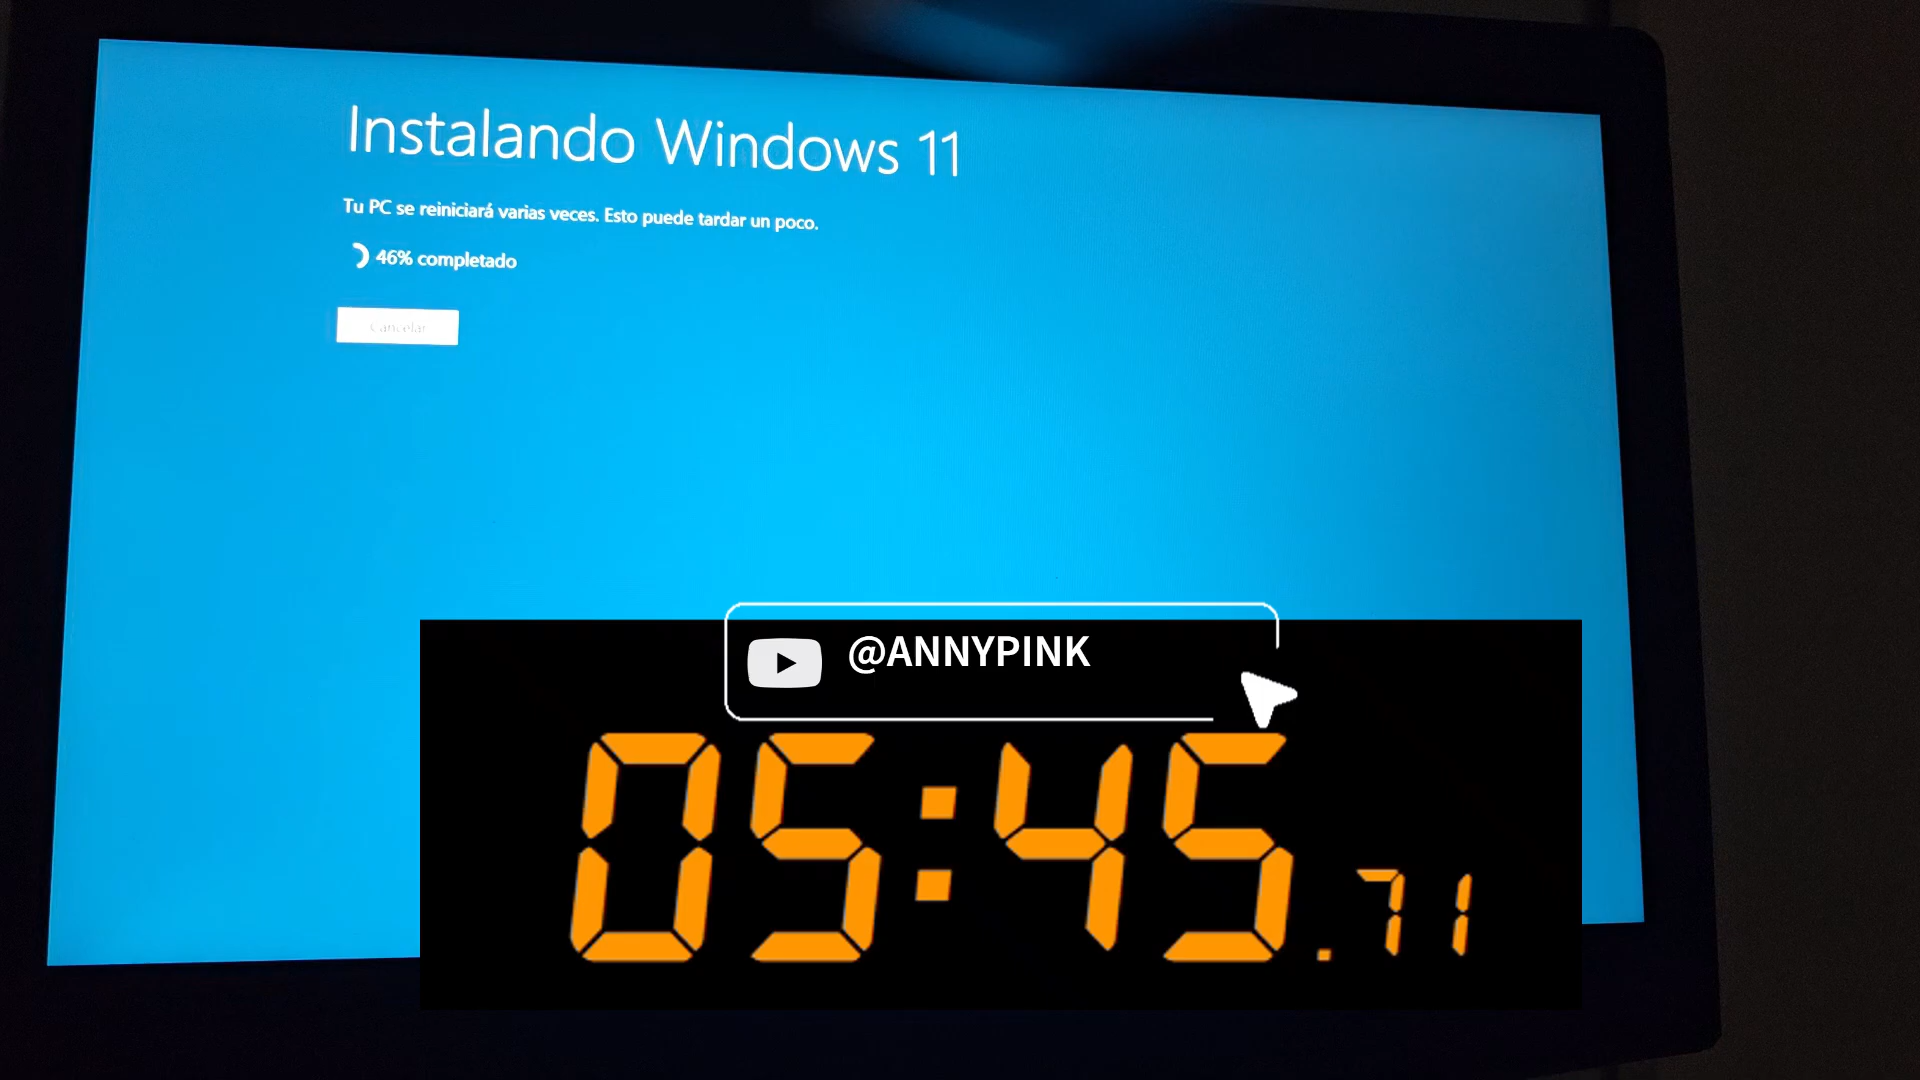 Instalando Windows 11
Tu PC se reiniciará varias veces. Esto puede tardar un poco.
46% completado
Cancelar
@ANNYPINK
05:45.71